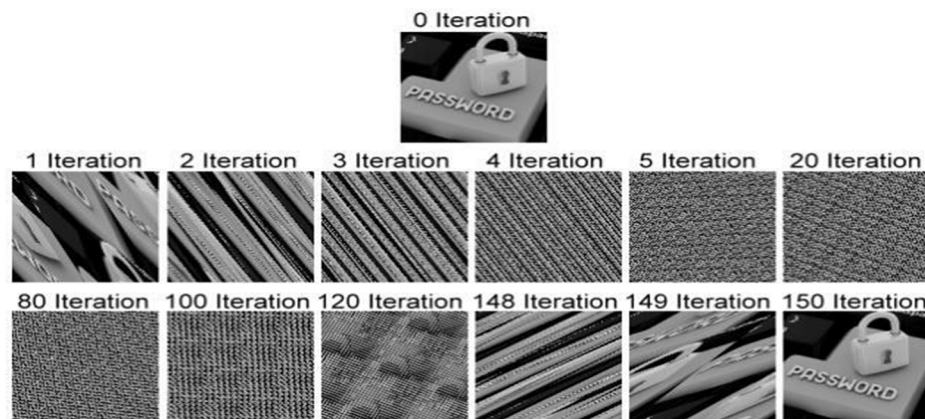 0 Iteration
PASSWORD
1 Iteration
2 Iteration
3 Iteration
4 Iteration
5 Iteration
20 Iteration
80 Iteration
100 Iteration
120 Iteration
148 Iteration
149 Iteration
150 Iteration
PASSWORD